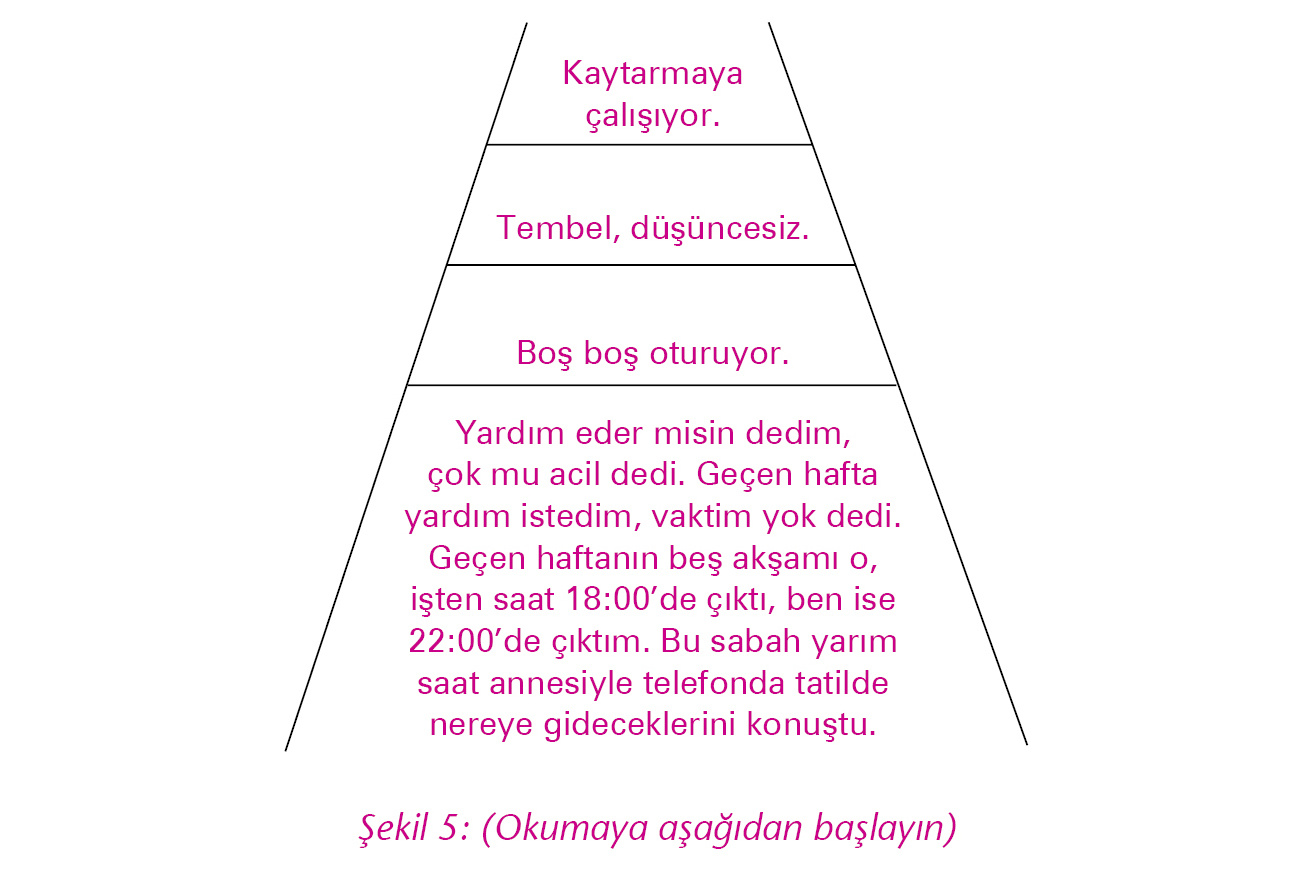 Kaytarmaya
çalışıyor.
Tembel, düşüncesiz.
Boş boş oturuyor.
Yardım eder misin dedim,
çok mu acil dedi. Geçen hafta
yardım istedim, vaktim yok dedi.
Geçen haftanın beş akşamı o,
işten saat 18:00’de çıktı, ben ise
22:00’de çıktım. Bu sabah yarım
saat annesiyle telefonda tatilde
nereye gideceklerini konuştu.
Şekil 5: (Okumaya aşağıdan başlayın)